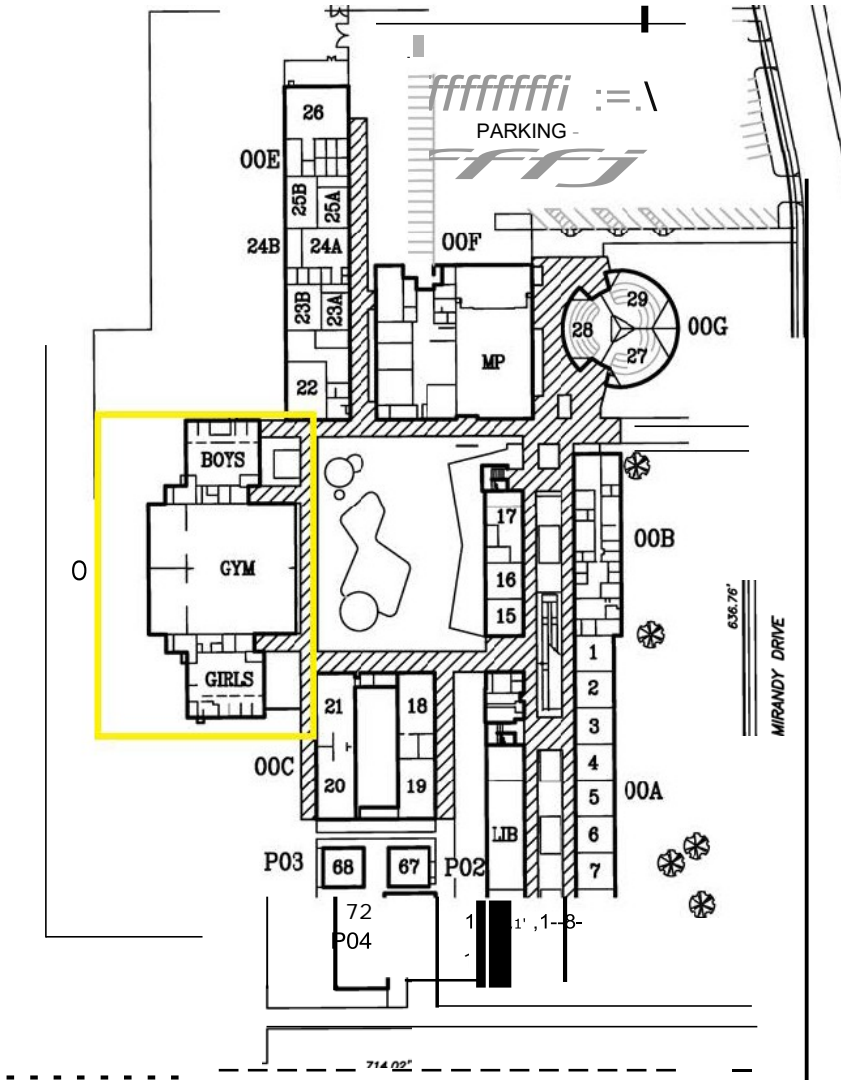 PARKING -
26
00E
25B
25A
24B
24A
00F
23B
23A
22
MP
28
29
27
00G
BOYS
GYM
GIRLS
0
17
16
15
00B
636.76'
MIRANDY DRIVE
1
2
3
4
5
6
7
00A
21
18
20
19
00C
LIB
P03
68
67
P02
72
P04
714.02'